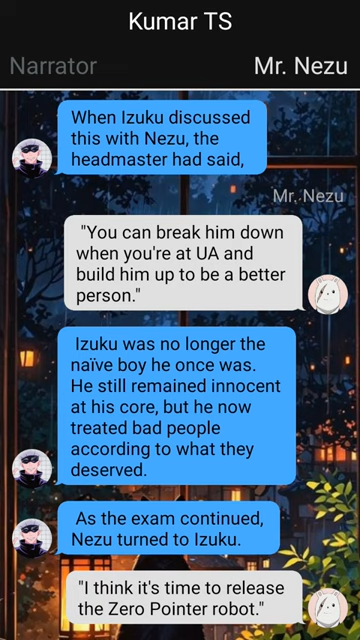 Kumar TS
Narrator
Mr. Nezu
When Izuku discussed
this with Nezu, the
headmaster had said,
Mr. Nezu
"You can break him down
when you're at UA and
build him up to be a better
person."
Izuku was no longer the
naïve boy he once was.
He still remained innocent
at his core, but he now
treated bad people
according to what they
deserved.
As the exam continued,
Nezu turned to Izuku.
"I think it's time to release
the Zero Pointer robot."